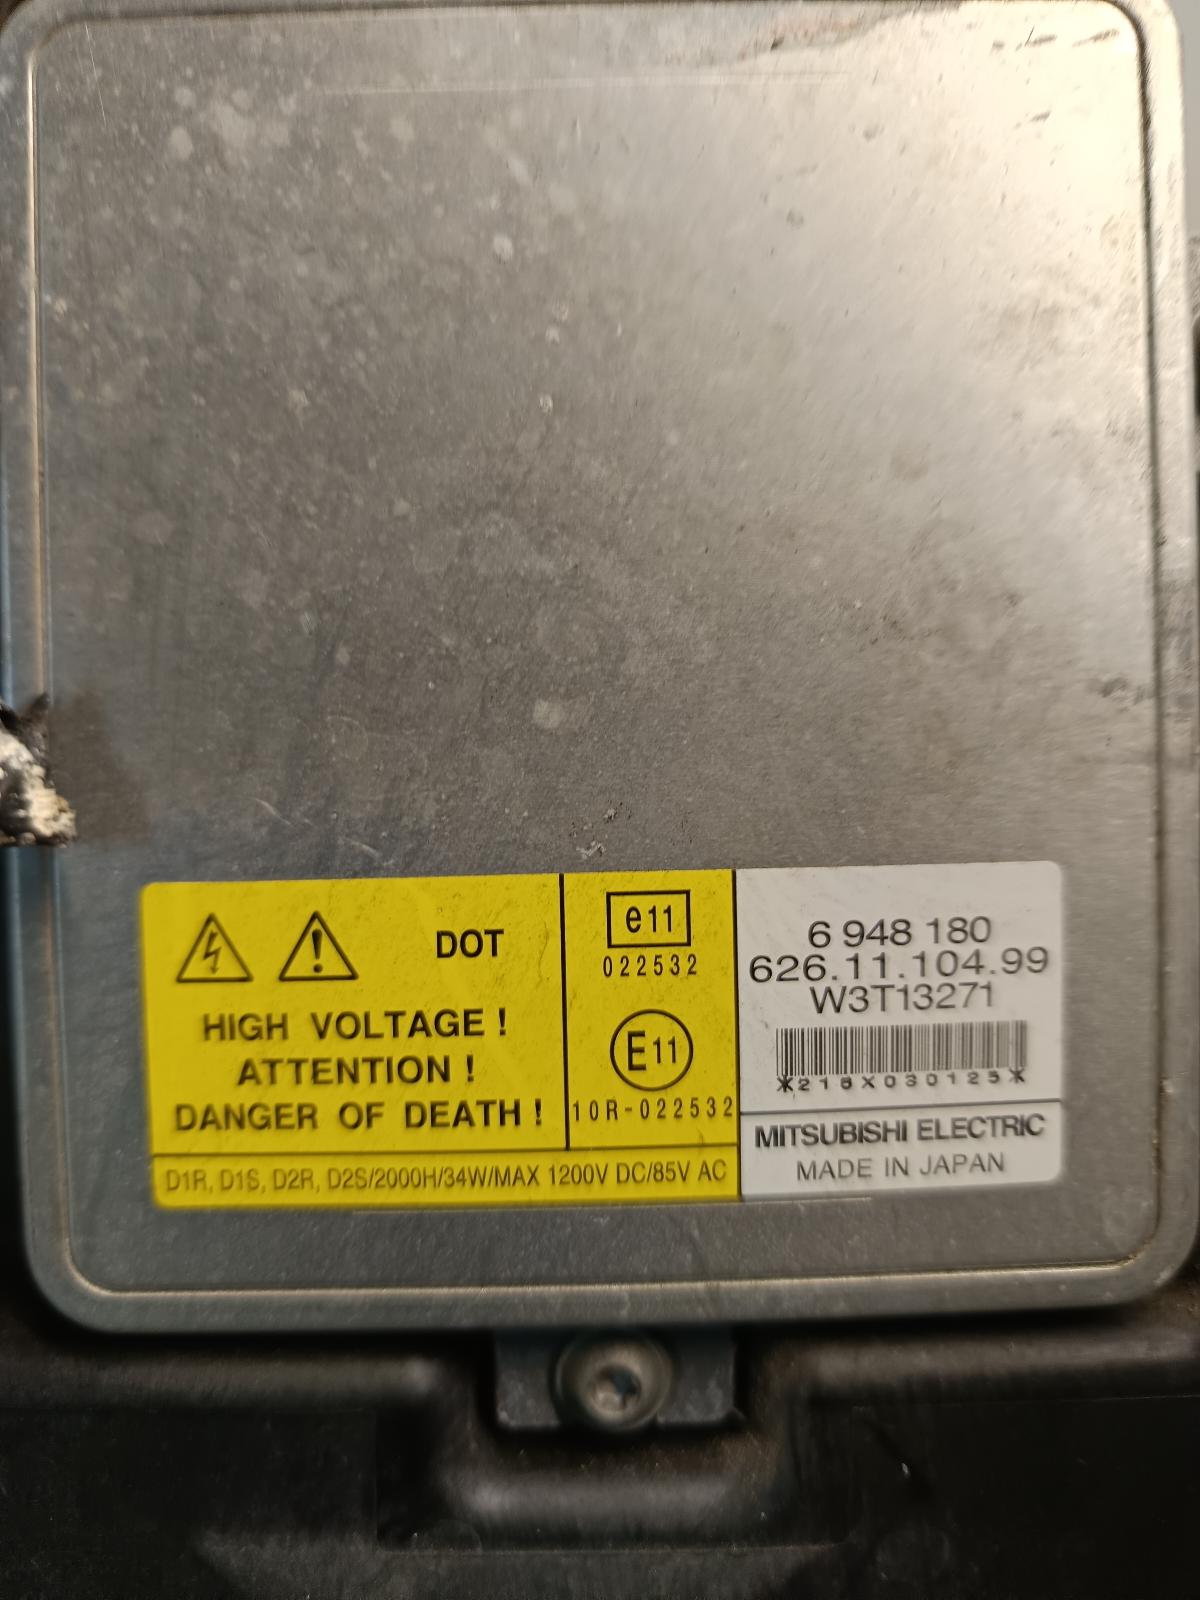 DOT
HIGH VOLTAGE !
ATTENTION !
DANGER OF DEATH !
e11
022532
E11
10R-022532
D1R, D1S, D2R, D2S/2000H/34W/MAX 1200V DC/85V AC
6 948 180
626.11.104.99
W3T13271
*218X030125*
MITSUBISHI ELECTRIC
MADE IN JAPAN